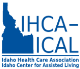 IHCA-
ICAL
Idaho Health Care Association
Idaho Center for Assisted Living